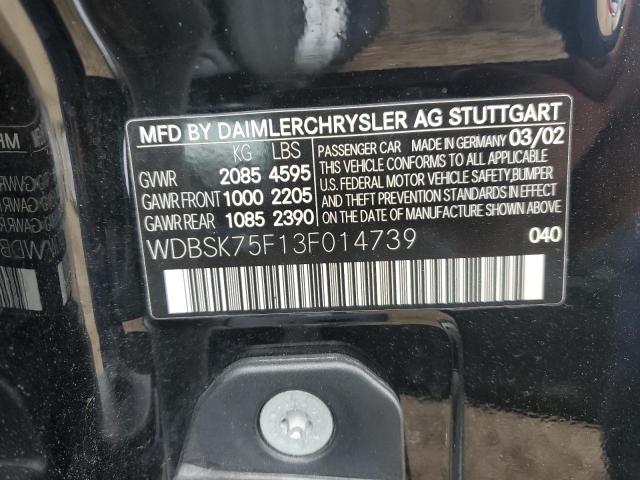 MFD BY DAIMLERCHRYSLER AG STUTTGART
KG LBS
GVWR 2085 4595
GAWR FRONT 1000 2205
GAWR REAR 1085 2390
PASSENGER CAR MADE IN GERMANY 03/02
THIS VEHICLE CONFORMS TO ALL APPLICABLE
U.S. FEDERAL MOTOR VEHICLE SAFETY, BUMPER
AND THEFT PREVENTION STANDARDS IN EFFECT
ON THE DATE OF MANUFACTURE SHOWN ABOVE.
WDBSK75F13F014739
040